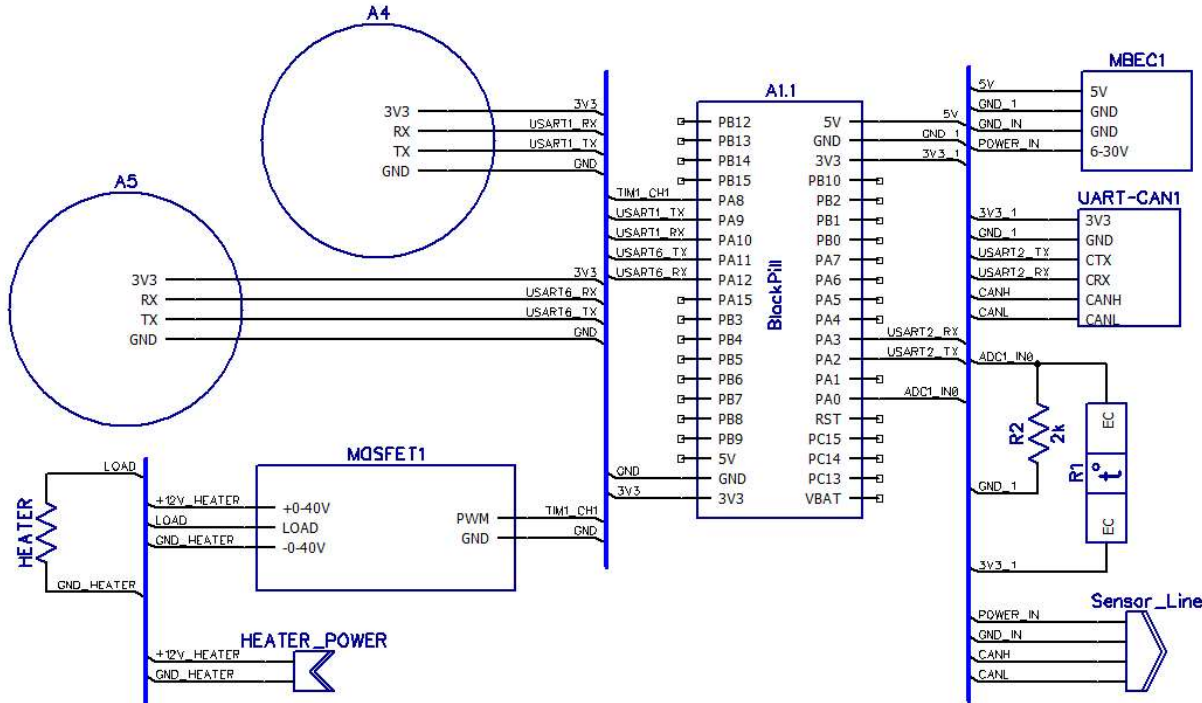 A4
3V3
RX
TX
GND
3V3
USART1_RX
USART1_TX
GND
A5
3V3
RX
TX
GND
3V3
USART6_RX
USART6_TX
GND
TIM1_CH1
USART1_TX
USART1_RX
USART6_TX
USART6_RX
GND
3V3
A1.1
BlackPill
PB12
PB13
PB14
PB15
PA8
PA9
PA10
PA11
PA12
PA15
PB3
PB4
PB5
PB6
PB7
PB8
PB9
5V
GND
3V3
5V
GND
3V3
PB10
PB2
PB1
PB0
PA7
PA6
PA5
PA4
PA3
PA2
PA1
PA0
RST
PC15
PC14
PC13
VBAT
5V
GND_1
3V3_1
USART2_RX
USART2_TX
ADC1_IN0
MBEC1
5V
GND_1
GND_IN
POWER_IN
5V
GND
GND
6-30V
UART-CAN1
3V3_1
GND_1
USART2_TX
USART2_RX
CANH
CANL
3V3
GND
CTX
CRX
CANH
CANL
ADC1_IN0
R2
2k
R1
EC
t°
EC
GND_1
3V3_1
Sensor_Line
POWER_IN
GND_IN
CANH
CANL
LOAD
HEATER
GND_HEATER
MOSFET1
+12V_HEATER
LOAD
GND_HEATER
+0-40V
LOAD
-0-40V
PWM
GND
TIM1_CH1
GND
HEATER_POWER
+12V_HEATER
GND_HEATER